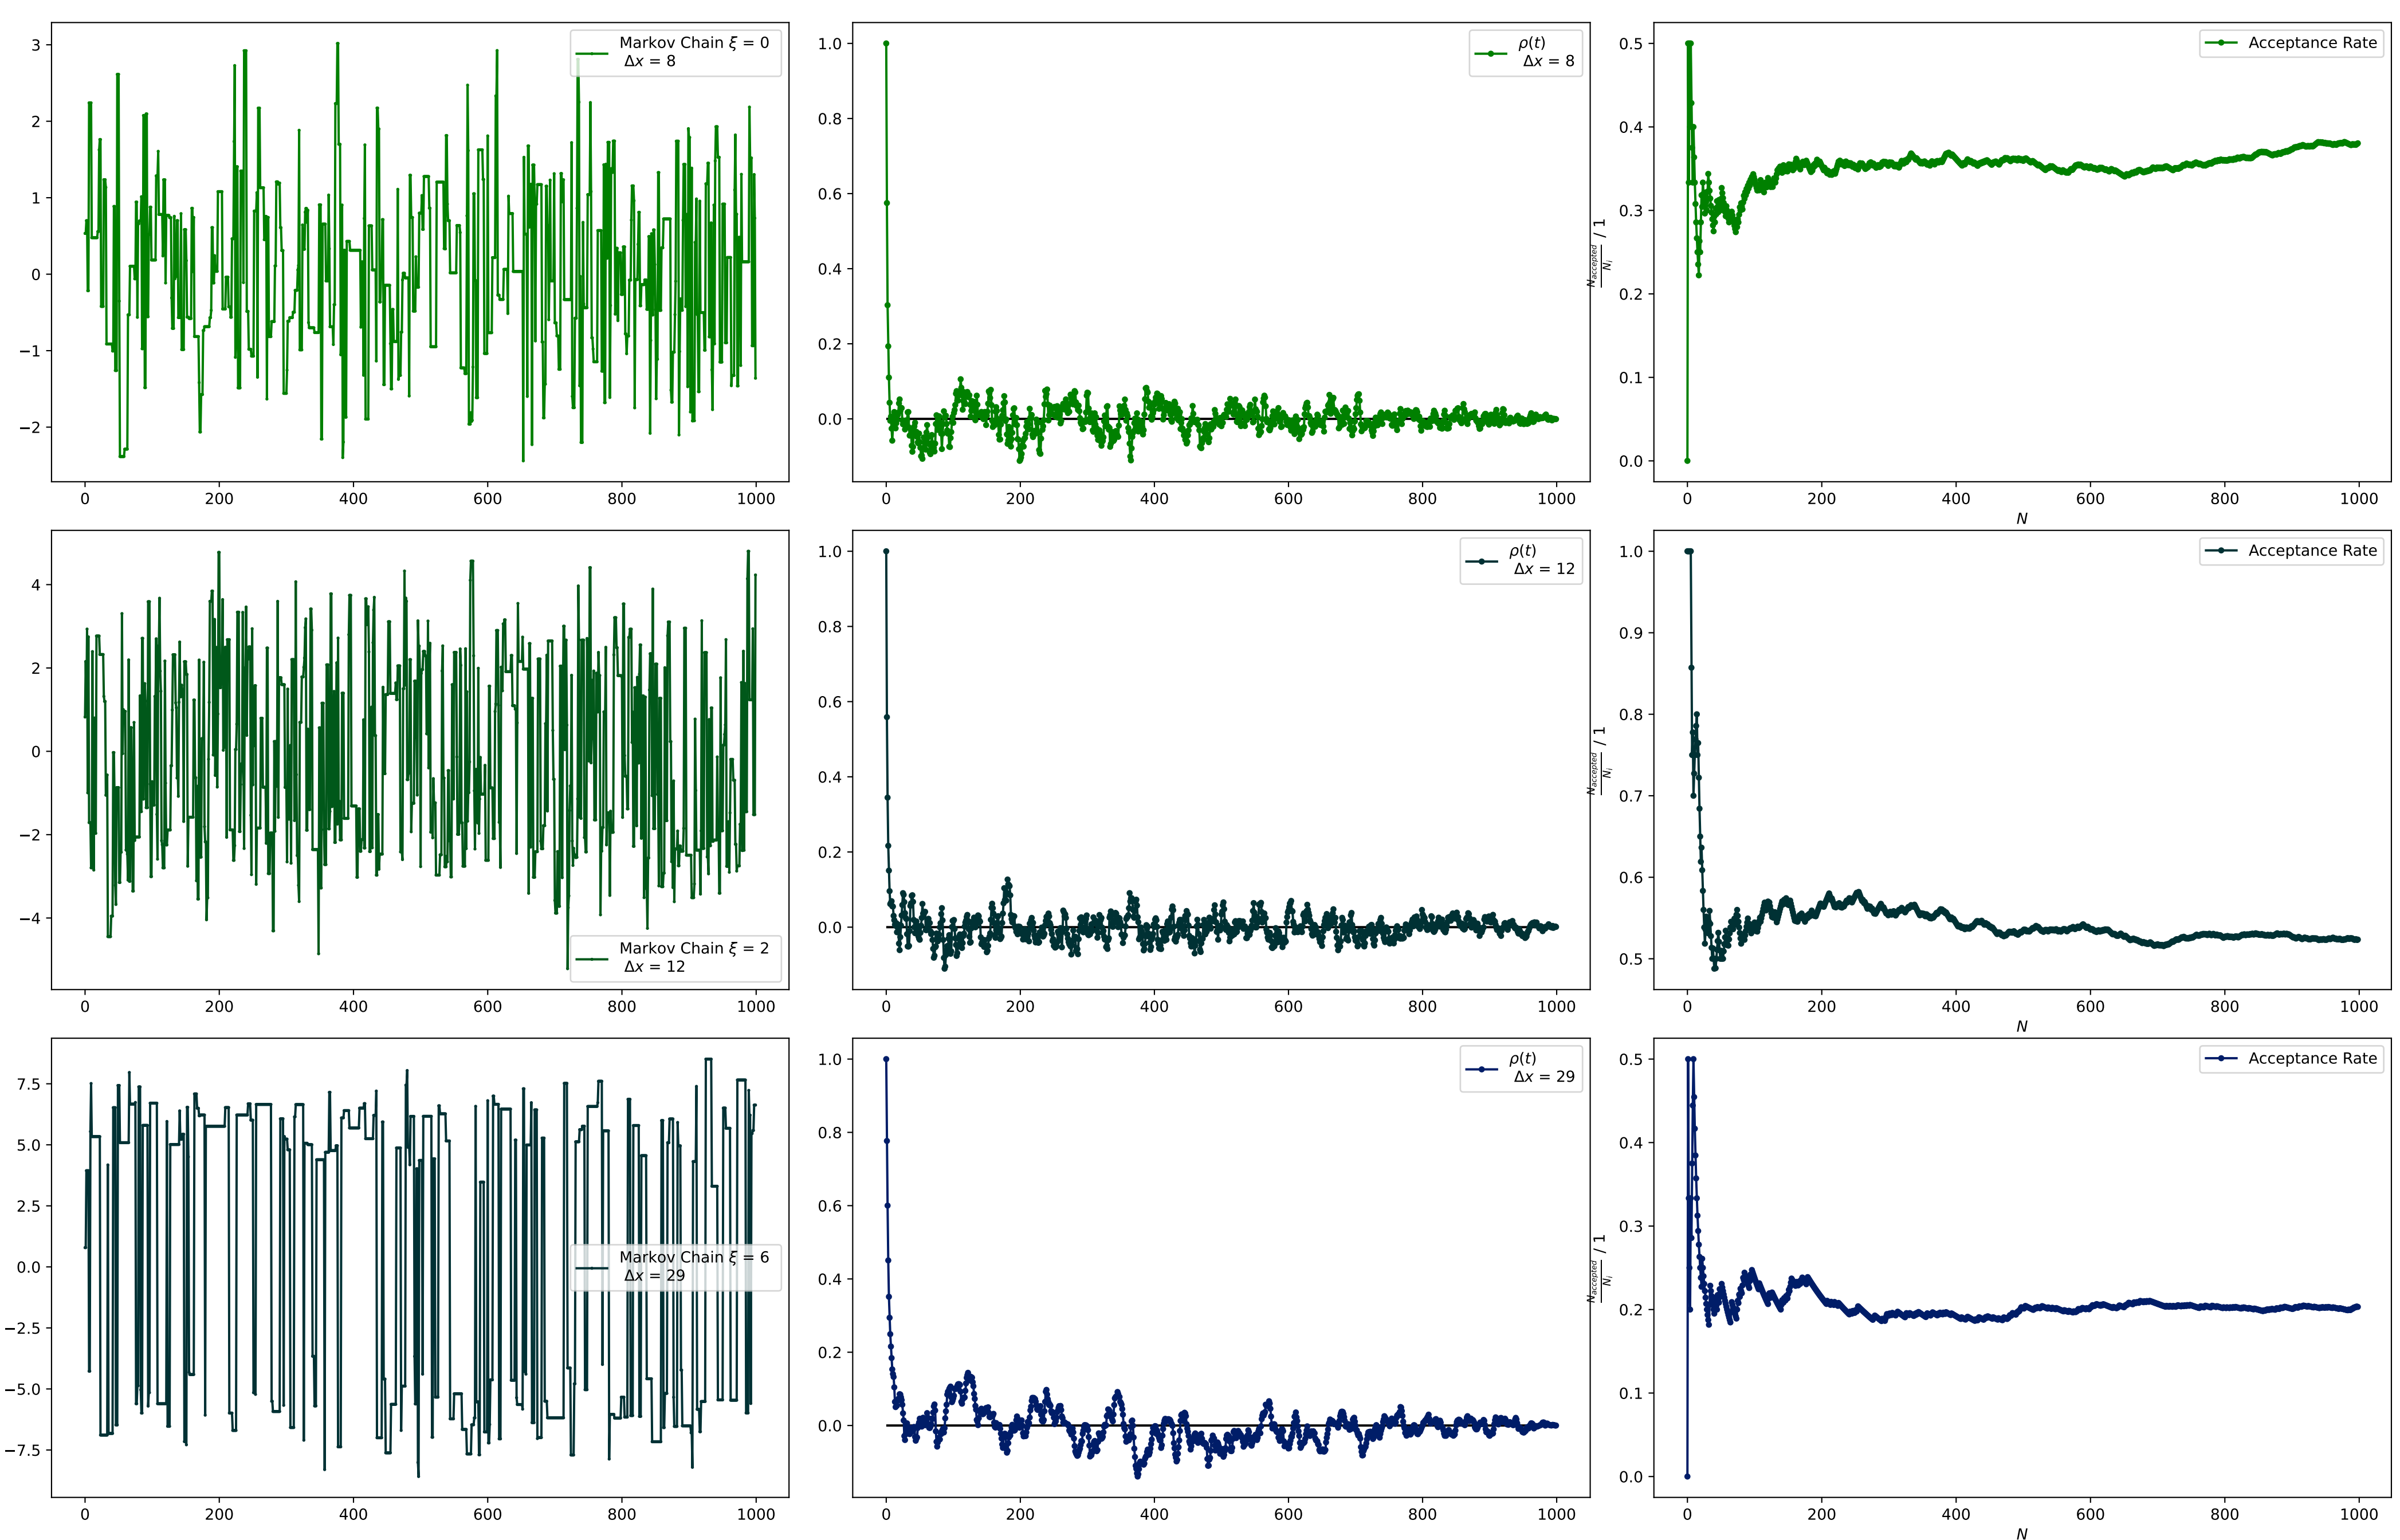 3
2
1
0
−1
−2
Markov Chain ξ = 0
Δx = 8
0 200 400 600 800 1000
1.0
0.8
0.6
0.4
0.2
0.0
ρ(t)
Δx = 8
0 200 400 600 800 1000
N_accepted / N_i / 1
0.5
0.4
0.3
0.2
0.1
0.0
Acceptance Rate
0 200 400 600 800 1000
N
4
2
0
−2
−4
Markov Chain ξ = 2
Δx = 12
0 200 400 600 800 1000
1.0
0.8
0.6
0.4
0.2
0.0
ρ(t)
Δx = 12
0 200 400 600 800 1000
N_accepted / N_i / 1
1.0
0.9
0.8
0.7
0.6
0.5
Acceptance Rate
0 200 400 600 800 1000
N
7.5
5.0
2.5
0.0
−2.5
−5.0
−7.5
Markov Chain ξ = 6
Δx = 29
0 200 400 600 800 1000
1.0
0.8
0.6
0.4
0.2
0.0
ρ(t)
Δx = 29
0 200 400 600 800 1000
N_accepted / N_i / 1
0.5
0.4
0.3
0.2
0.1
0.0
Acceptance Rate
0 200 400 600 800 1000
N